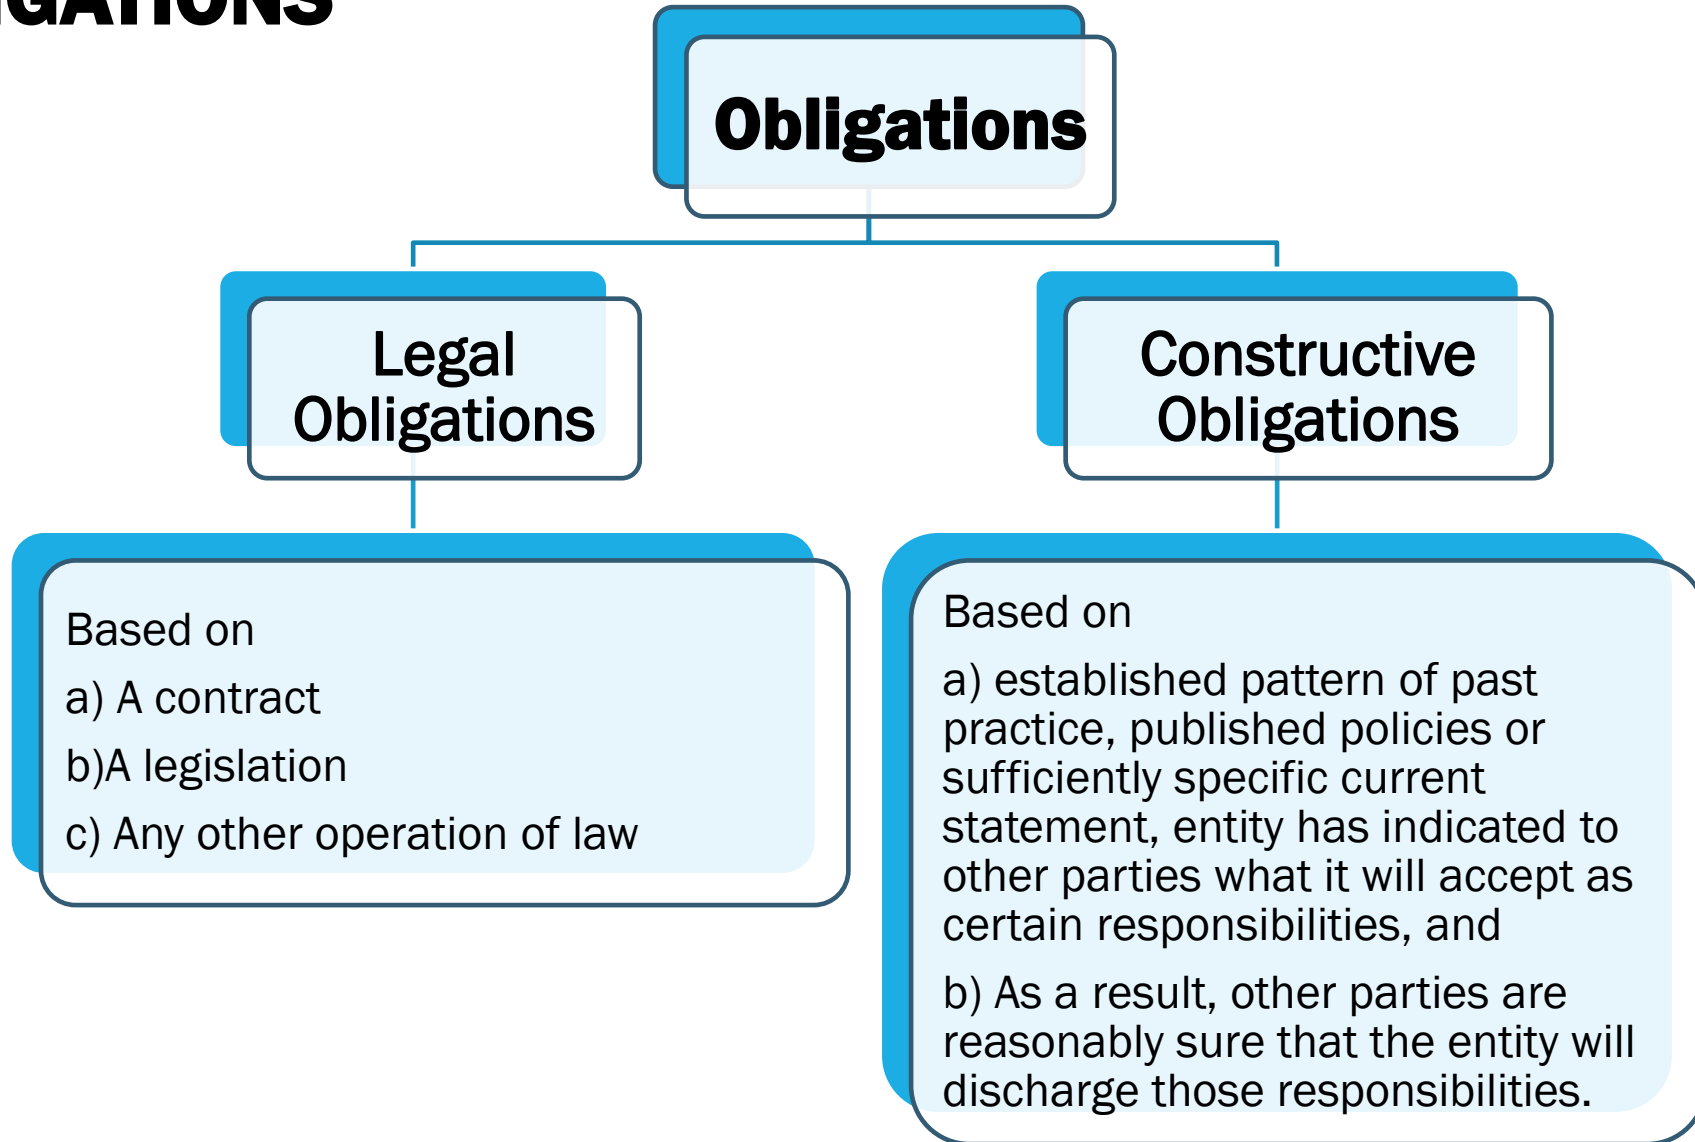 Obligations
Legal
Obligations
Based on
a) A contract
b)A legislation
c) Any other operation of law
Constructive
Obligations
Based on
a) established pattern of past
practice, published policies or
sufficiently specific current
statement, entity has indicated to
other parties what it will accept as
certain responsibilities, and
b) As a result, other parties are
reasonably sure that the entity will
discharge those responsibilities.